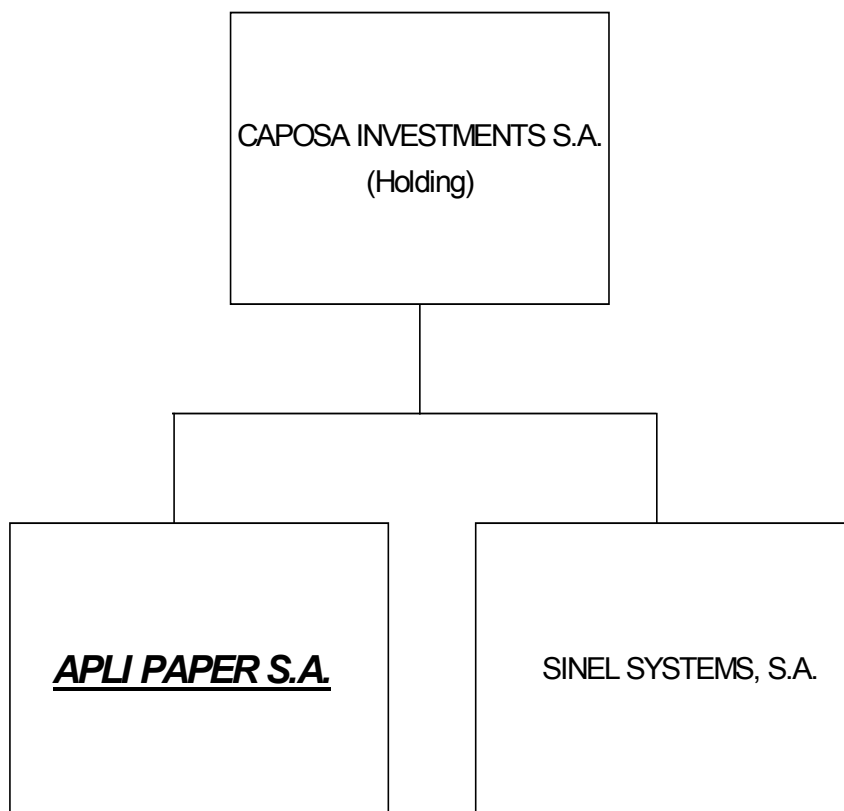 CAPOSA INVESTMENTS S.A.
(Holding)
APLI PAPER S.A.
SINEL SYSTEMS, S.A.